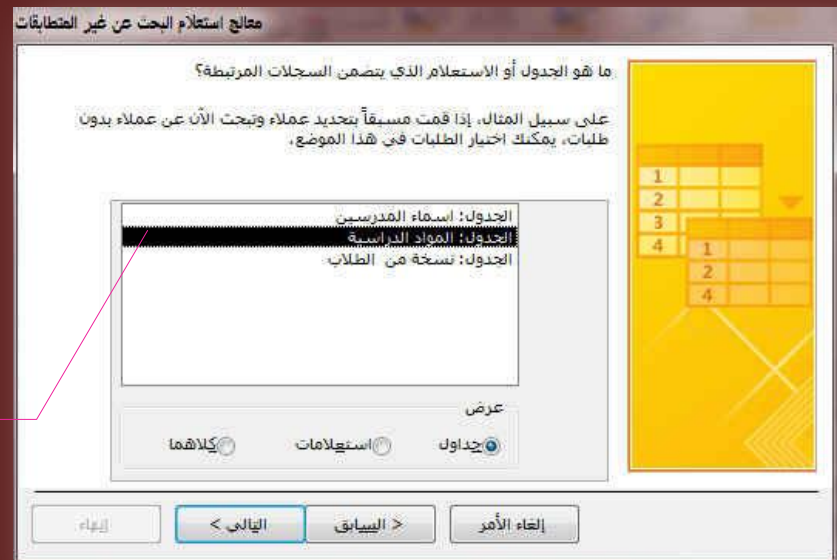 معالج استعلام البحث عن غير المتطابقات
ما هو الجدول أو الاستعلام الذي يتضمن السجلات المرتبطة؟
على سبيل المثال، إذا قمت مسبقاً بتحديد عملاء وتبحث الآن عن عملاء بدون
طلبات، يمكنك اختيار الطلبات في هذا الموضع.
الجدول: اسماء المدرسين
الجدول: المواد الدراسية
الجدول: نسخة من الطلاب
1
2
3
4
1
2
4
عرض
جداول
استعلامات
كلاهما
إلغاء الأمر
< السابق
التالي >
إنهاء